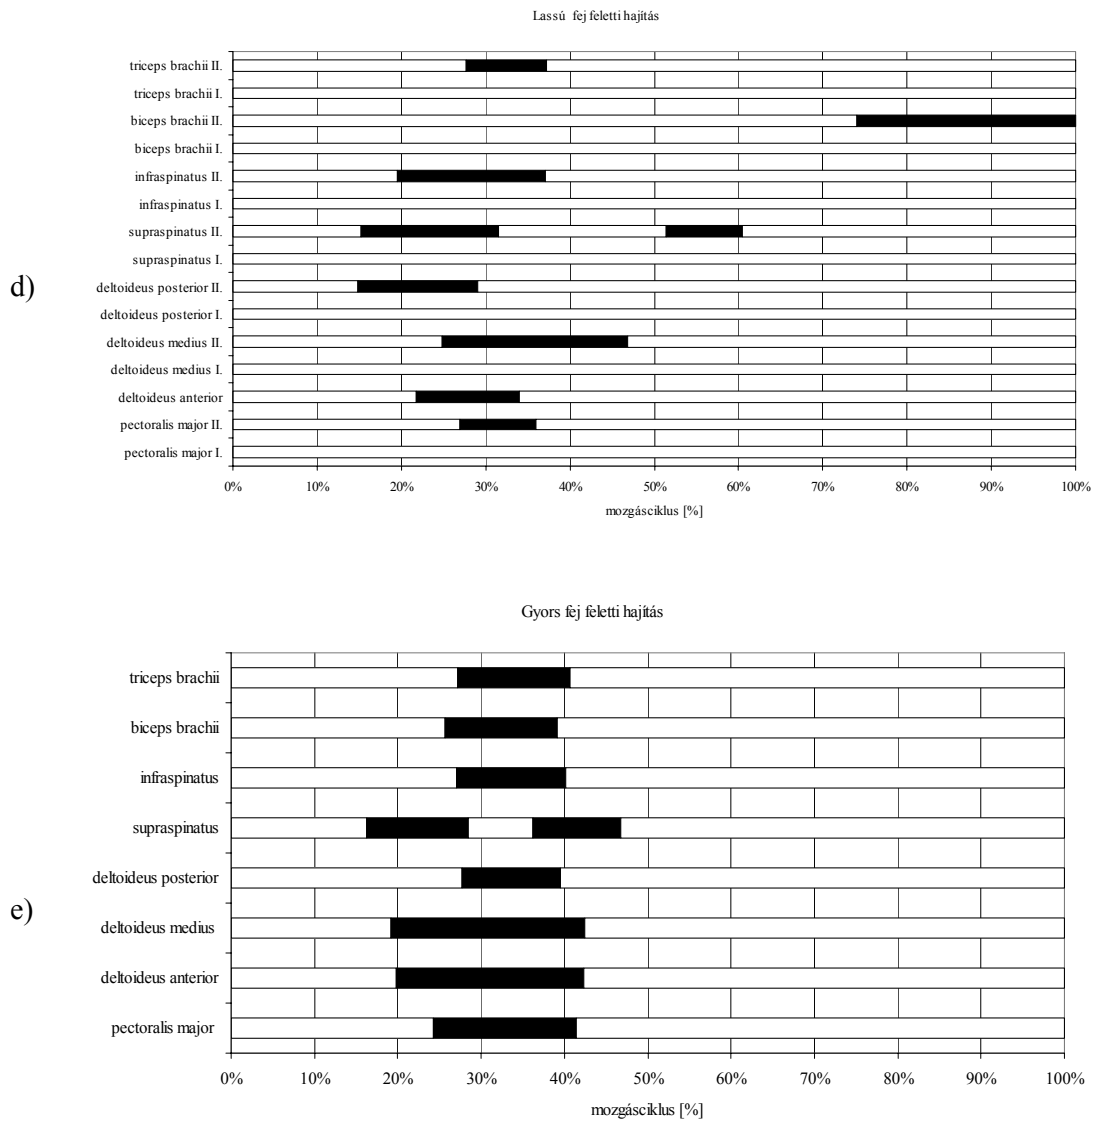 Lassú fej feletti hajítás
triceps brachii II.
triceps brachii I.
biceps brachii II.
biceps brachii I.
infraspinatus II.
infraspinatus I.
supraspinatus II.
supraspinatus I.
d)
deltoideus posterior II.
deltoideus posterior I.
deltoideus medius II.
deltoideus medius I.
deltoideus anterior
pectoralis major II.
pectoralis major I.
0% 10% 20% 30% 40% 50% 60% 70% 80% 90% 100%
mozgásciklus [%]
Gyors fej feletti hajítás
triceps brachii
biceps brachii
infraspinatus
supraspinatus
deltoideus posterior
e)
deltoideus medius
deltoideus anterior
pectoralis major
0% 10% 20% 30% 40% 50% 60% 70% 80% 90% 100%
mozgásciklus [%]